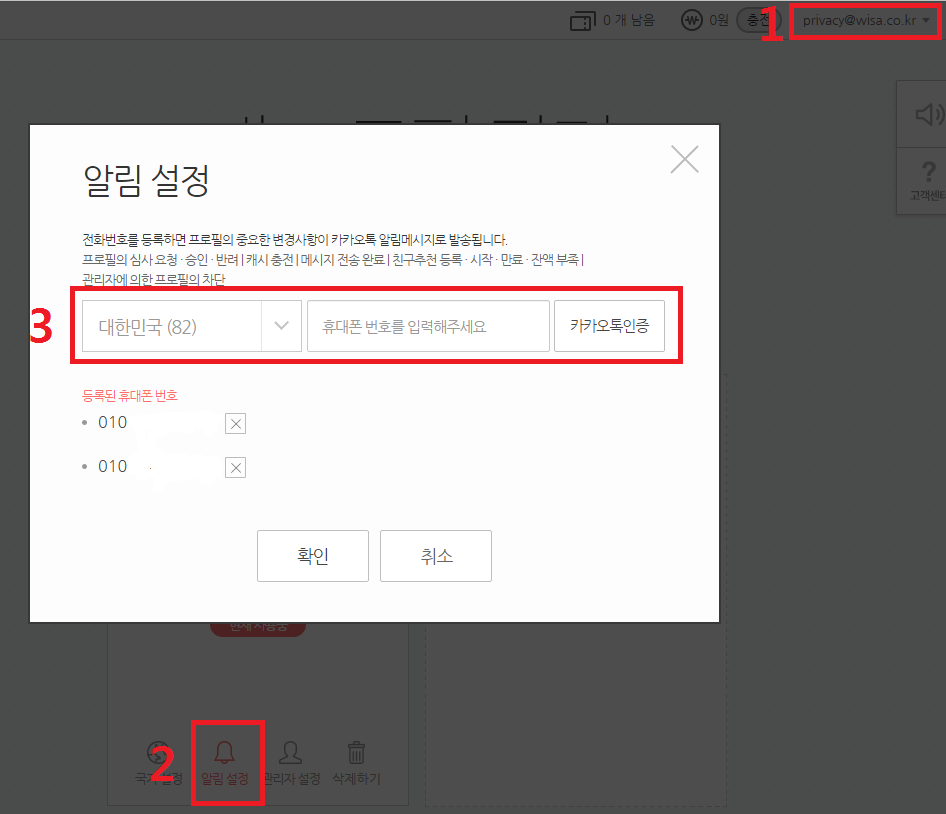 0 개 남음
0원
충전
1
privacy@wisa.co.kr
고객센터
알림 설정
전화번호를 등록하면 프로필의 중요한 변경사항이 카카오톡 알림메시지로 발송됩니다.
프로필의 심사 요청 · 승인 · 반려 | 캐시 충전 | 메시지 전송 완료 | 친구추천 등록 · 시작 · 만료 · 잔액 부족 |
관리자에 의한 프로필의 차단
3
대한민국 (82)
휴대폰 번호를 입력해주세요
카카오톡인증
등록된 휴대폰 번호
• 010
• 010
확인
취소
2
알림 설정
관리자 설정
삭제하기